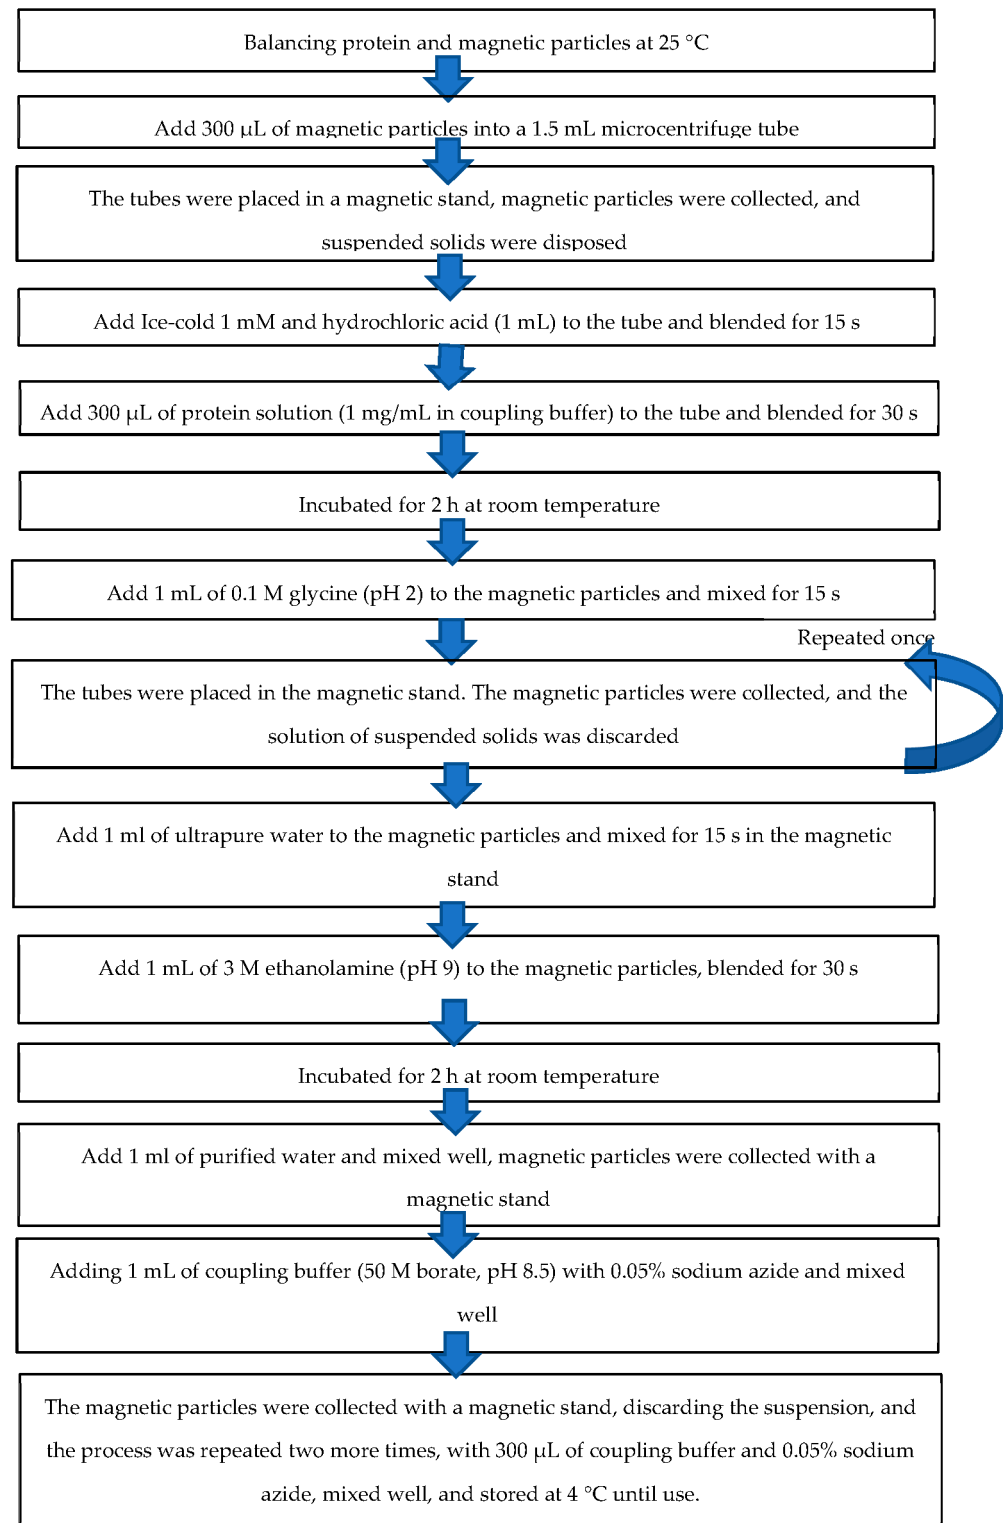 Balancing protein and magnetic particles at 25 °C
Add 300 µL of magnetic particles into a 1.5 mL microcentrifuge tube
The tubes were placed in a magnetic stand, magnetic particles were collected, and
suspended solids were disposed
Add Ice-cold 1 mM and hydrochloric acid (1 mL) to the tube and blended for 15 s
Add 300 µL of protein solution (1 mg/mL in coupling buffer) to the tube and blended for 30 s
Incubated for 2 h at room temperature
Add 1 mL of 0.1 M glycine (pH 2) to the magnetic particles and mixed for 15 s
Repeated once
The tubes were placed in the magnetic stand. The magnetic particles were collected, and the
solution of suspended solids was discarded
Add 1 ml of ultrapure water to the magnetic particles and mixed for 15 s in the magnetic
stand
Add 1 mL of 3 M ethanolamine (pH 9) to the magnetic particles, blended for 30 s
Incubated for 2 h at room temperature
Add 1 ml of purified water and mixed well, magnetic particles were collected with a
magnetic stand
Adding 1 mL of coupling buffer (50 M borate, pH 8.5) with 0.05% sodium azide and mixed
well
The magnetic particles were collected with a magnetic stand, discarding the suspension, and
the process was repeated two more times, with 300 µL of coupling buffer and 0.05% sodium
azide, mixed well, and stored at 4 °C until use.